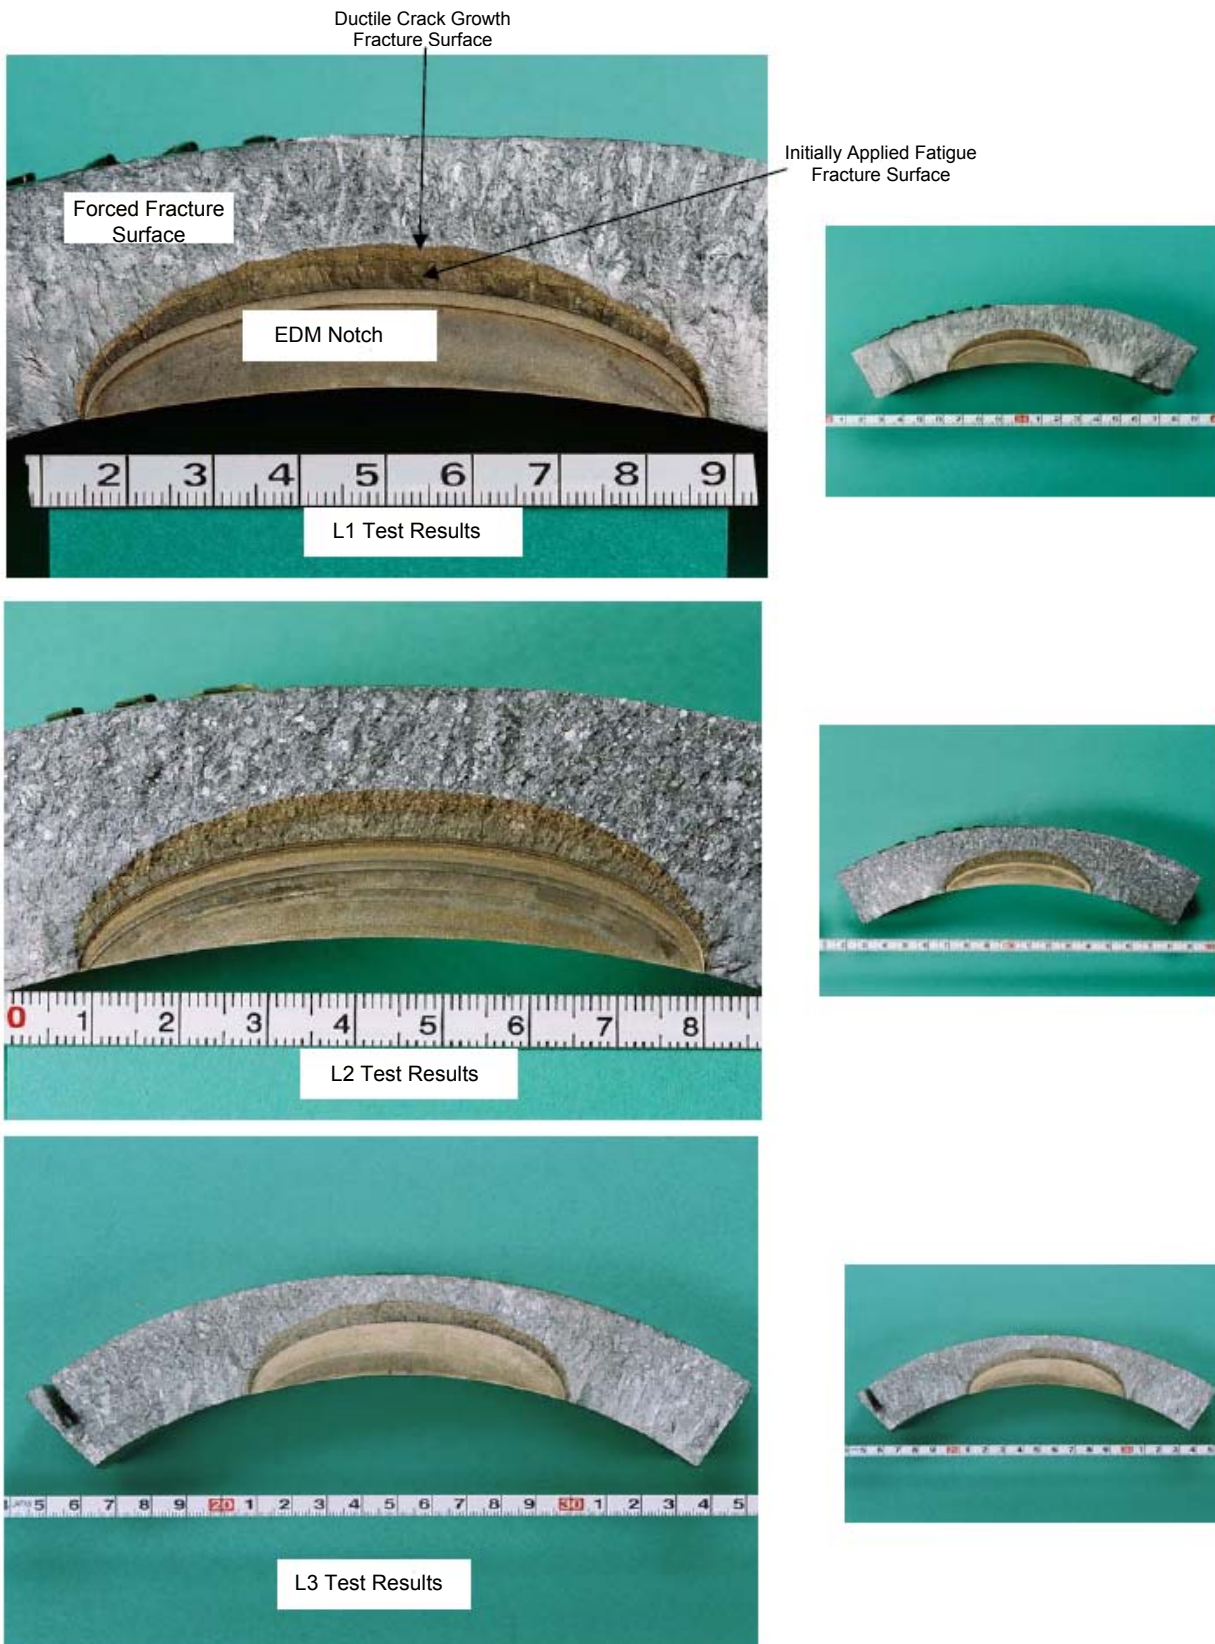 Ductile Crack Growth
Fracture Surface
Initially Applied Fatigue
Fracture Surface
Forced Fracture
Surface
EDM Notch
2 3 4 5 6 7 8 9
L1 Test Results
0 1 2 3 4 5 6 7 8
L2 Test Results
5 6 7 8 9 20 1 2 3 4 5 6 7 8 9 30 1 2 3 4 5
L3 Test Results